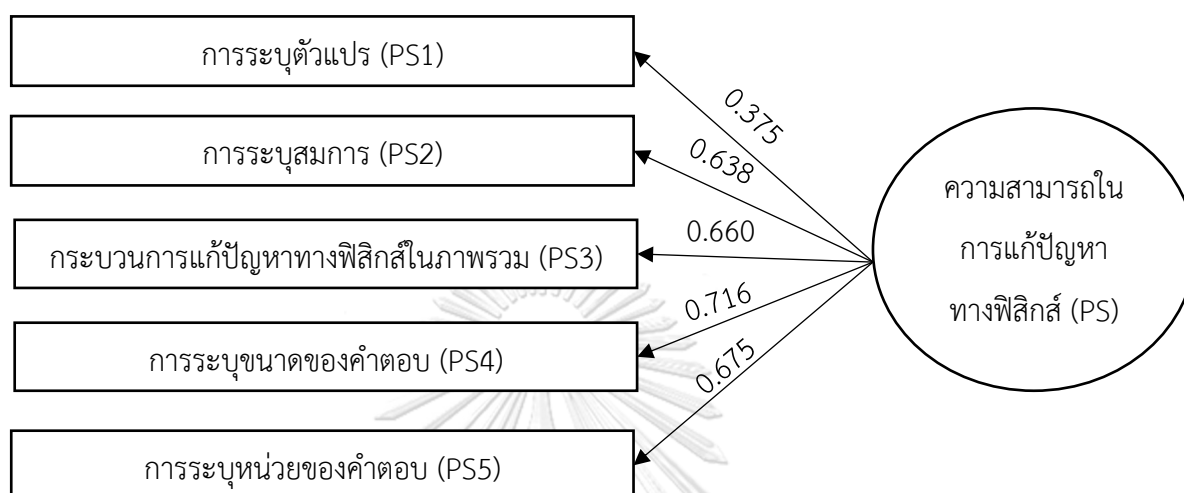 การระบุตัวแปร (PS1)
0.375
การระบุสมการ (PS2)
0.638
กระบวนการแก้ปัญหาทางฟิสิกส์ในภาพรวม (PS3)
0.660
การระบุขนาดของคำตอบ (PS4)
0.716
การระบุหน่วยของคำตอบ (PS5)
0.675
ความสามารถใน
การแก้ปัญหา
ทางฟิสิกส์ (PS)